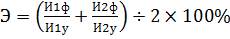 Э = (И1ф/И1у + И2ф/И2у) ÷ 2 × 100%